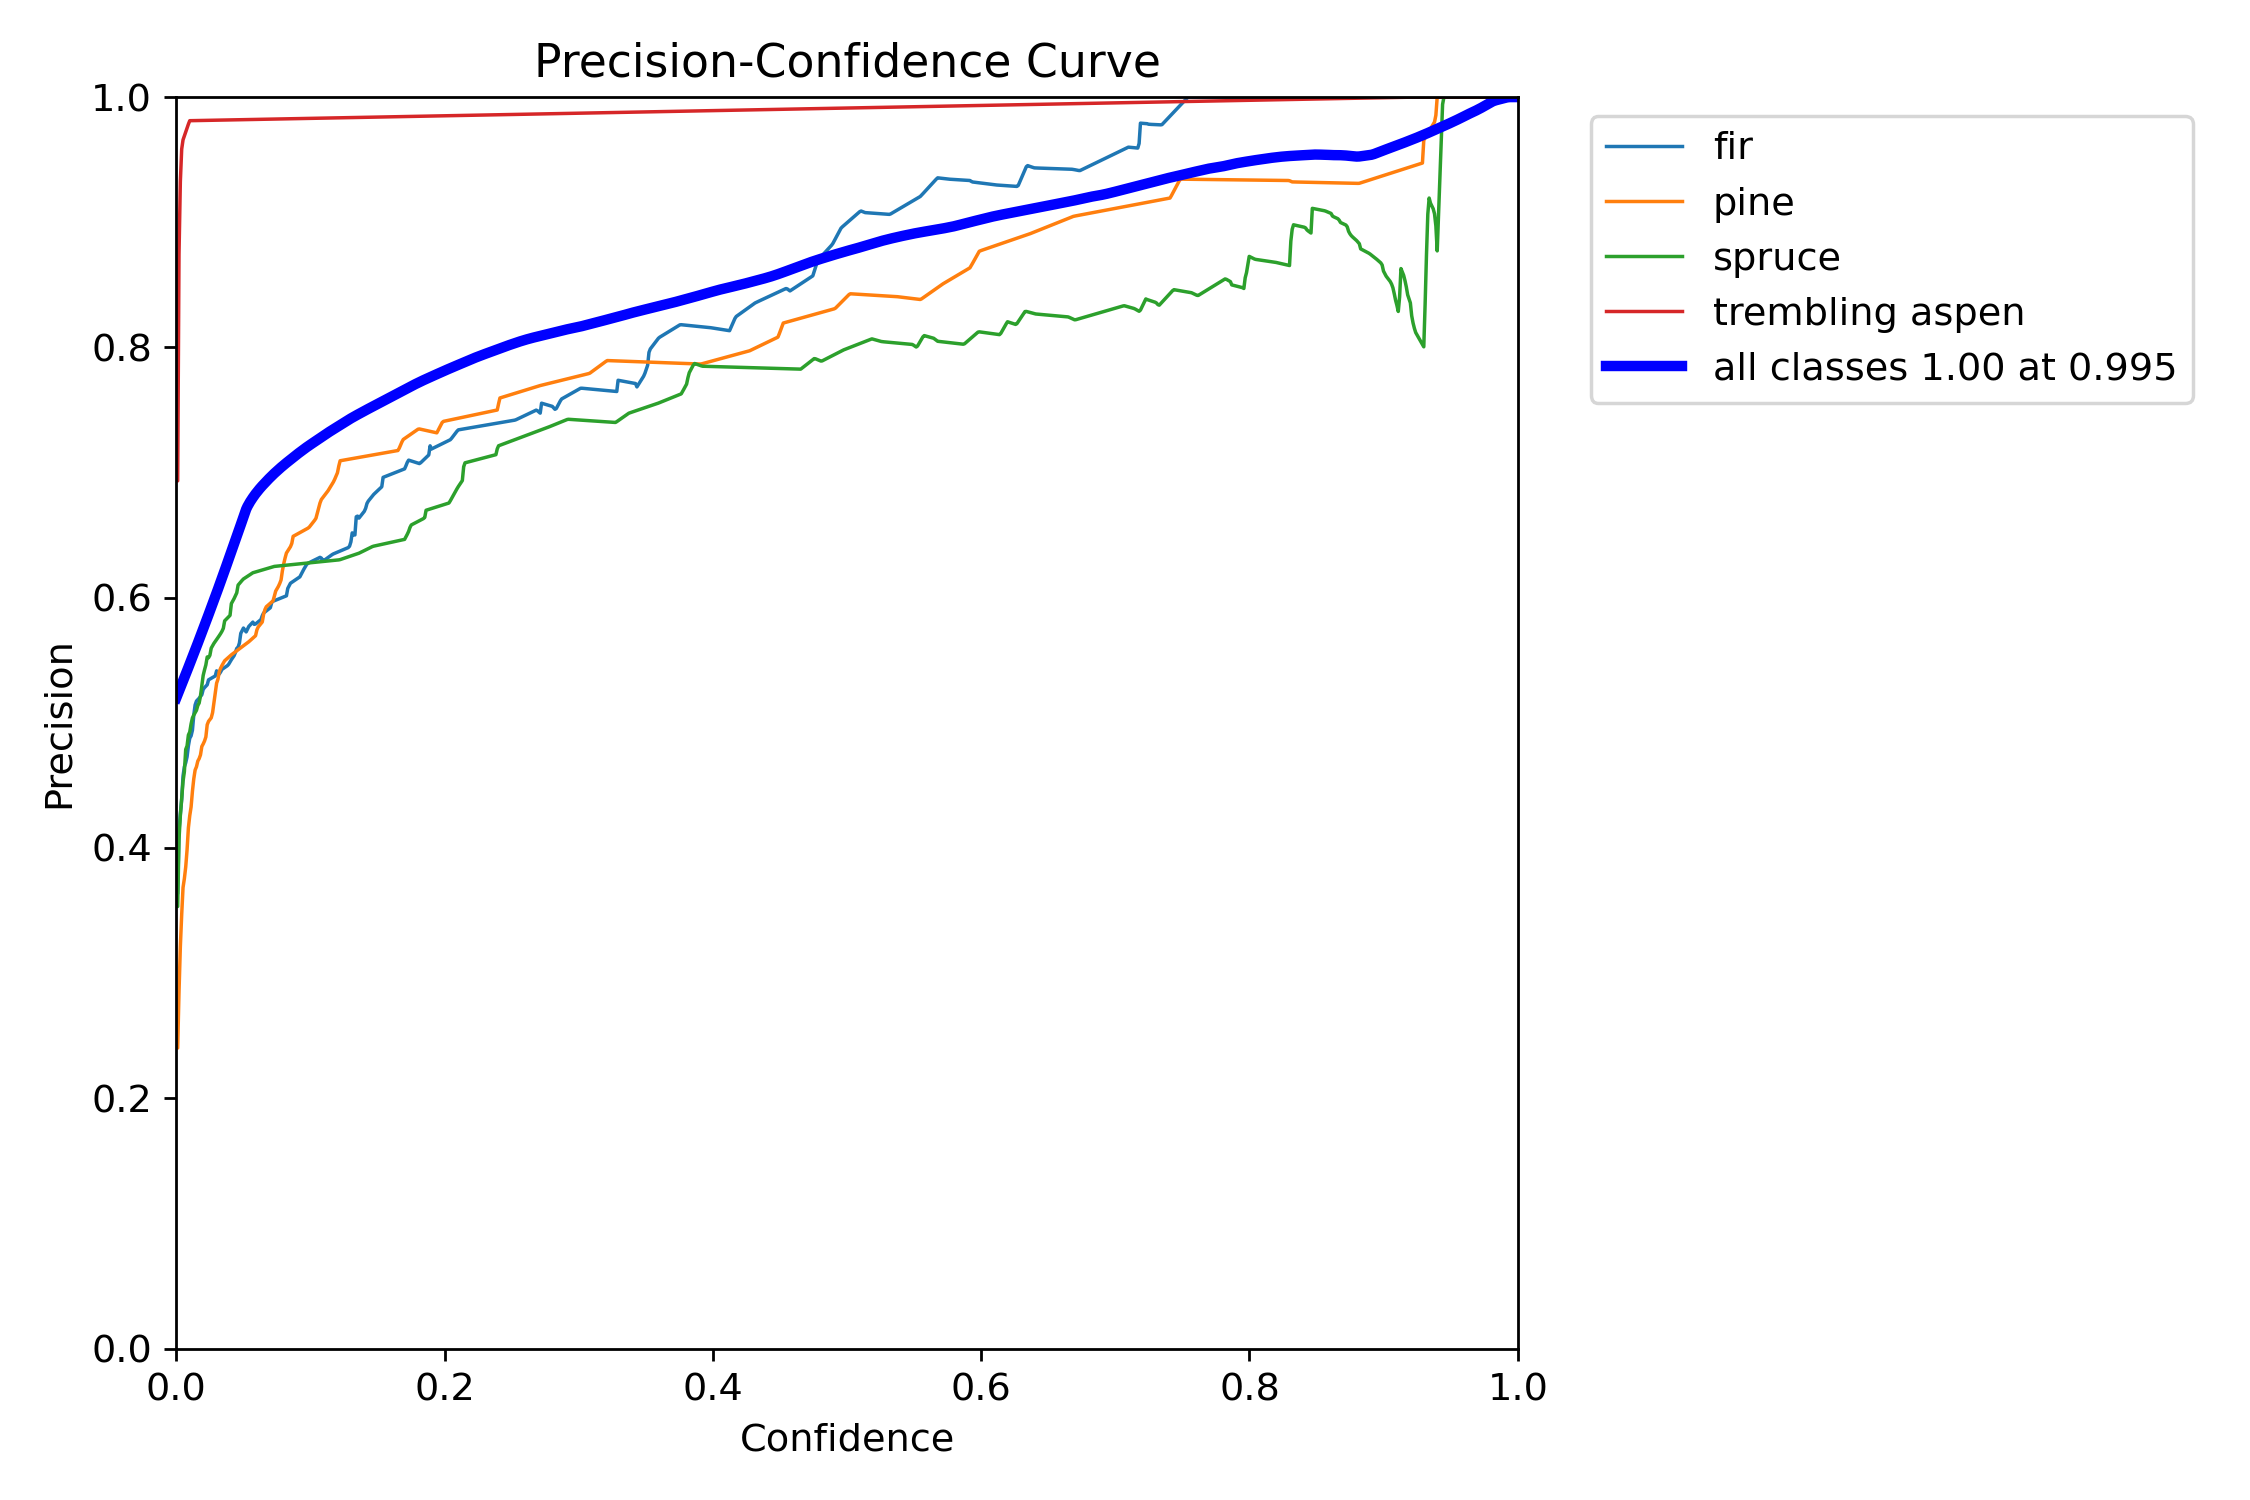 Precision-Confidence Curve
1.0
0.8
0.6
0.4
0.2
0.0
Precision
0.0 0.2 0.4 0.6 0.8 1.0
Confidence
fir
pine
spruce
trembling aspen
all classes 1.00 at 0.995